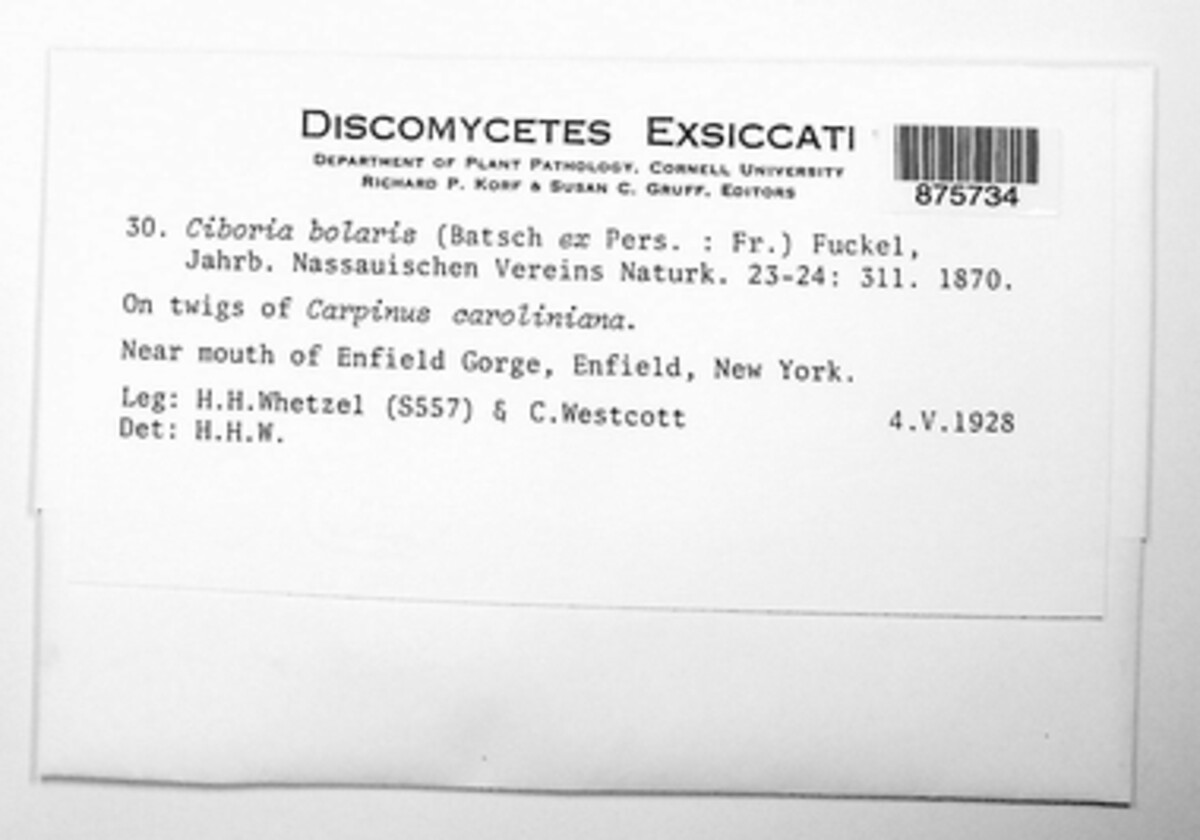 DISCOMYCETES EXSICCATI
DEPARTMENT OF PLANT PATHOLOGY, CORNELL UNIVERSITY
RICHARD P. KORF & SUSAN C. GRUFF, EDITORS
875734
30. Ciboria bolaris (Batsch ex Pers. : Fr.) Fuckel,
Jahrb. Nassauischen Vereins Naturk. 23-24: 311. 1870.
On twigs of Carpinus caroliniana.
Near mouth of Enfield Gorge, Enfield, New York.
Leg: H.H.Whetzel (S557) & C.Westcott 4.V.1928
Det: H.H.W.